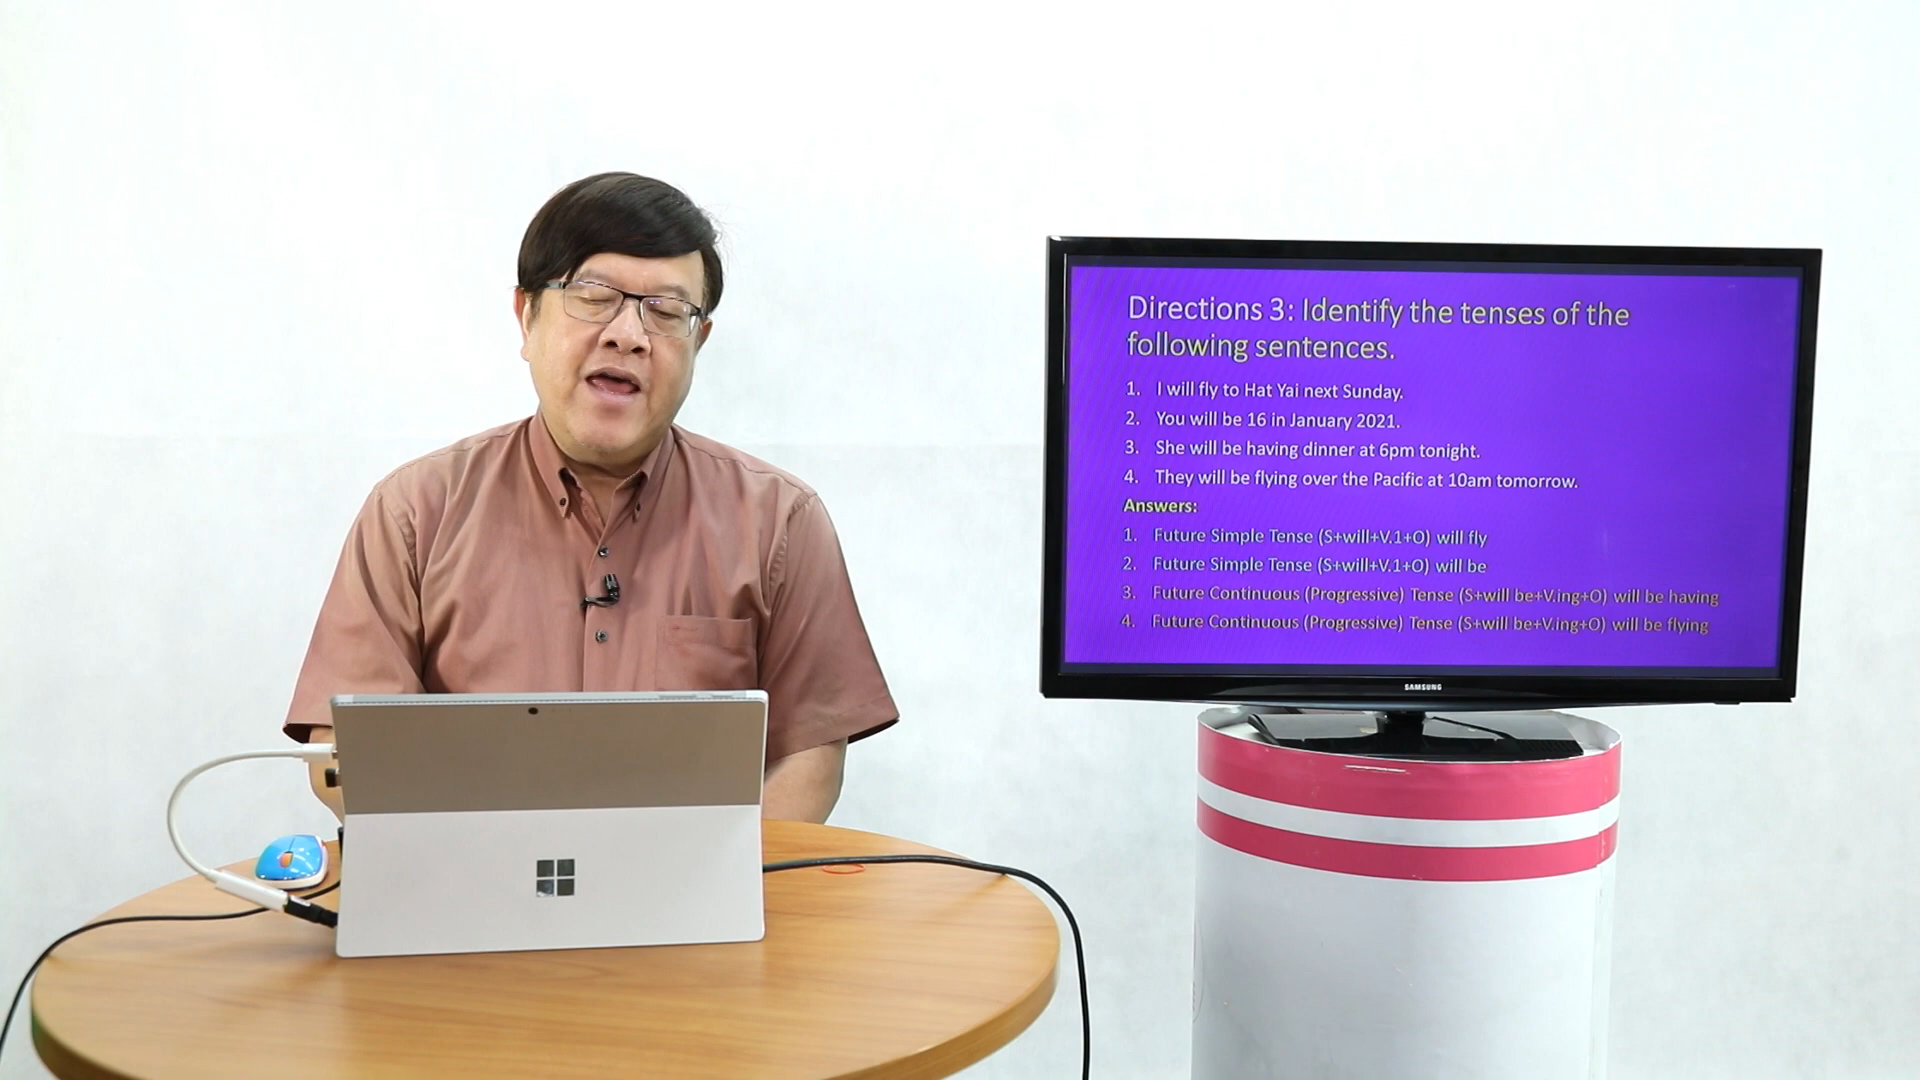 Directions 3: Identify the tenses of the
following sentences.
1. I will fly to Hat Yai next Sunday.
2. You will be 16 in January 2021.
3. She will be having dinner at 6pm tonight.
4. They will be flying over the Pacific at 10am tomorrow.
Answers:
1. Future Simple Tense (S+will+V.1+O) will fly
2. Future Simple Tense (S+will+V.1+O) will be
3. Future Continuous (Progressive) Tense (S+will be+V.ing+O) will be having
4. Future Continuous (Progressive) Tense (S+will be+V.ing+O) will be flying
SAMSUNG